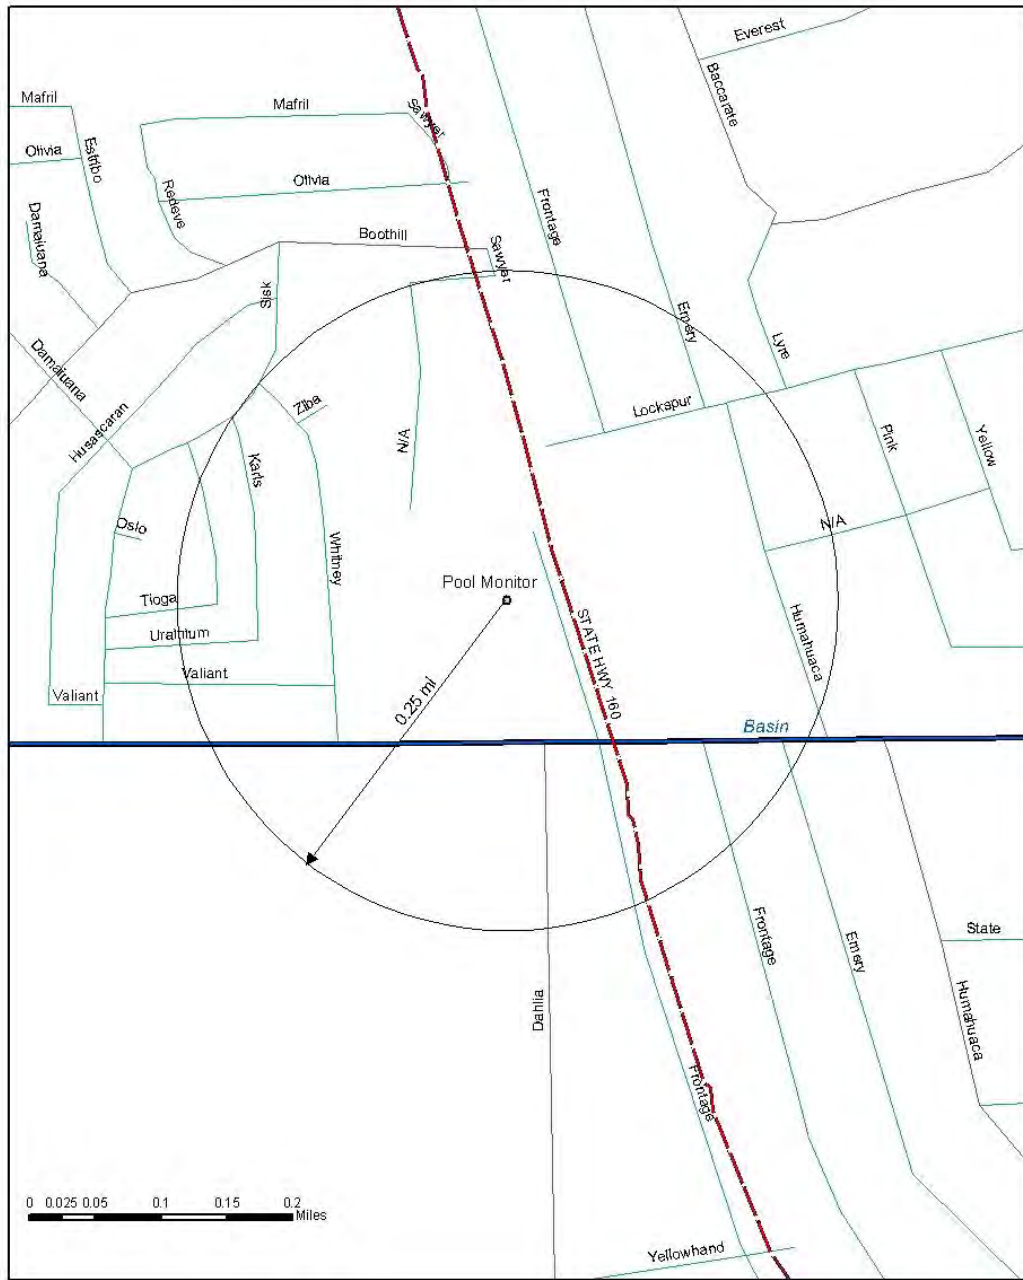 Everest
Baccarate
Mafril
Mafril
Sawyer
Olivia
Estribo
Olivia
Redeve
Frontage
Damaiuana
Boothill
Sawyer
Sisk
Emery
Lyre
Damaiuana
Ziba
Lockapur
Husascaran
N/A
Pink
Yellow
Karls
Oslo
Whitney
N/A
Pool Monitor
Tioga
Humahuaca
Uranium
STATE HWY 160
Valiant
Valiant
0.25 mi
Basin
Frontage
Emery
State
Dahlia
Humahuaca
Frontage
0 0.025 0.05 0.1 0.15 0.2
Miles
Yellowhand